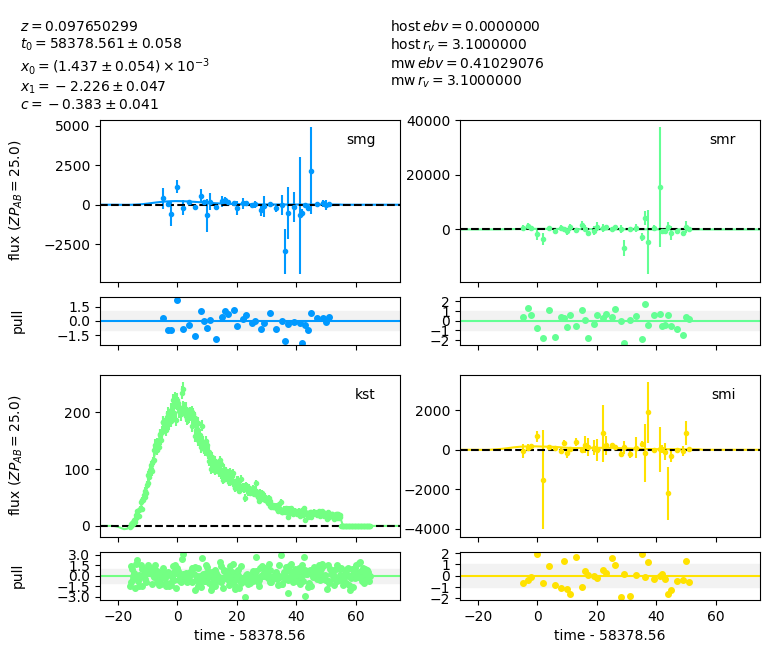 z = 0.097650299
t₀ = 58378.561 ± 0.058
x₀ = (1.437 ± 0.054) × 10⁻³
x₁ = −2.226 ± 0.047
c = −0.383 ± 0.041
host ebv = 0.0000000
host r_v = 3.1000000
mw ebv = 0.41029076
mw r_v = 3.1000000
smg
5000
2500
0
−2500
flux (ZP_AB = 25.0)
1.5
0.0
−1.5
pull
smr
40000
20000
0
2
1
0
−1
−2
kst
200
100
0
flux (ZP_AB = 25.0)
3.0
1.5
0.0
−1.5
−3.0
pull
−20 0 20 40 60
time - 58378.56
smi
2000
0
−2000
−4000
2
1
0
−1
−2
−20 0 20 40 60
time - 58378.56